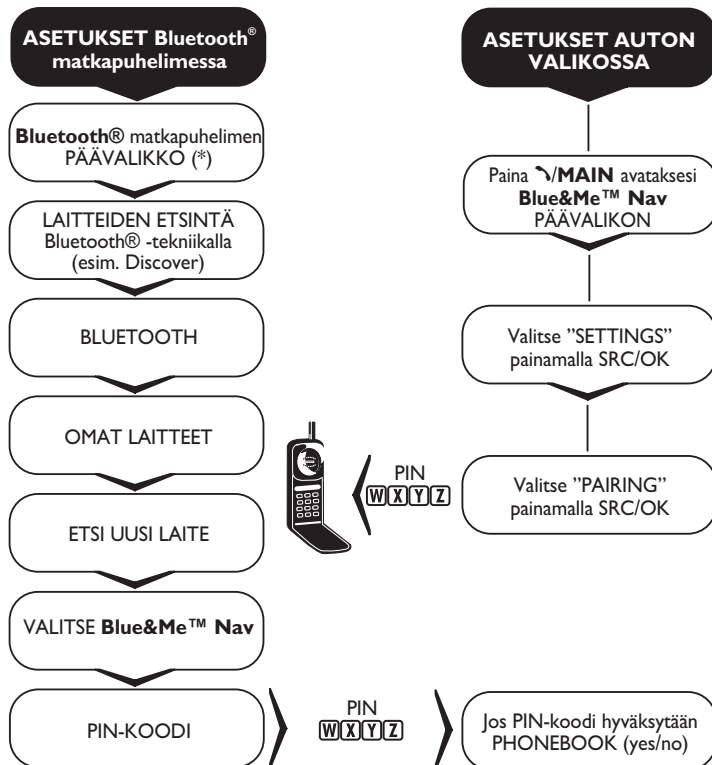 ASETUKSET Bluetooth®
matkapuhelimessa
Bluetooth® matkapuhelimen
PÄÄVALIKKO (*)
LAITTEIDEN ETSINTÄ
Bluetooth® -tekniikalla
(esim. Discover)
BLUETOOTH
OMAT LAITTEET
ETSI UUSI LAITE
VALITSE Blue&Me™ Nav
PIN-KOODI
PIN
WXYZ
ASETUKSET AUTON
VALIKOSSA
Paina /MAIN avataksesi
Blue&Me™ Nav
PÄÄVALIKON
Valitse ”SETTINGS”
painamalla SRC/OK
Valitse ”PAIRING”
painamalla SRC/OK
PIN
WXYZ
Jos PIN-koodi hyväksytään
PHONEBOOK (yes/no)